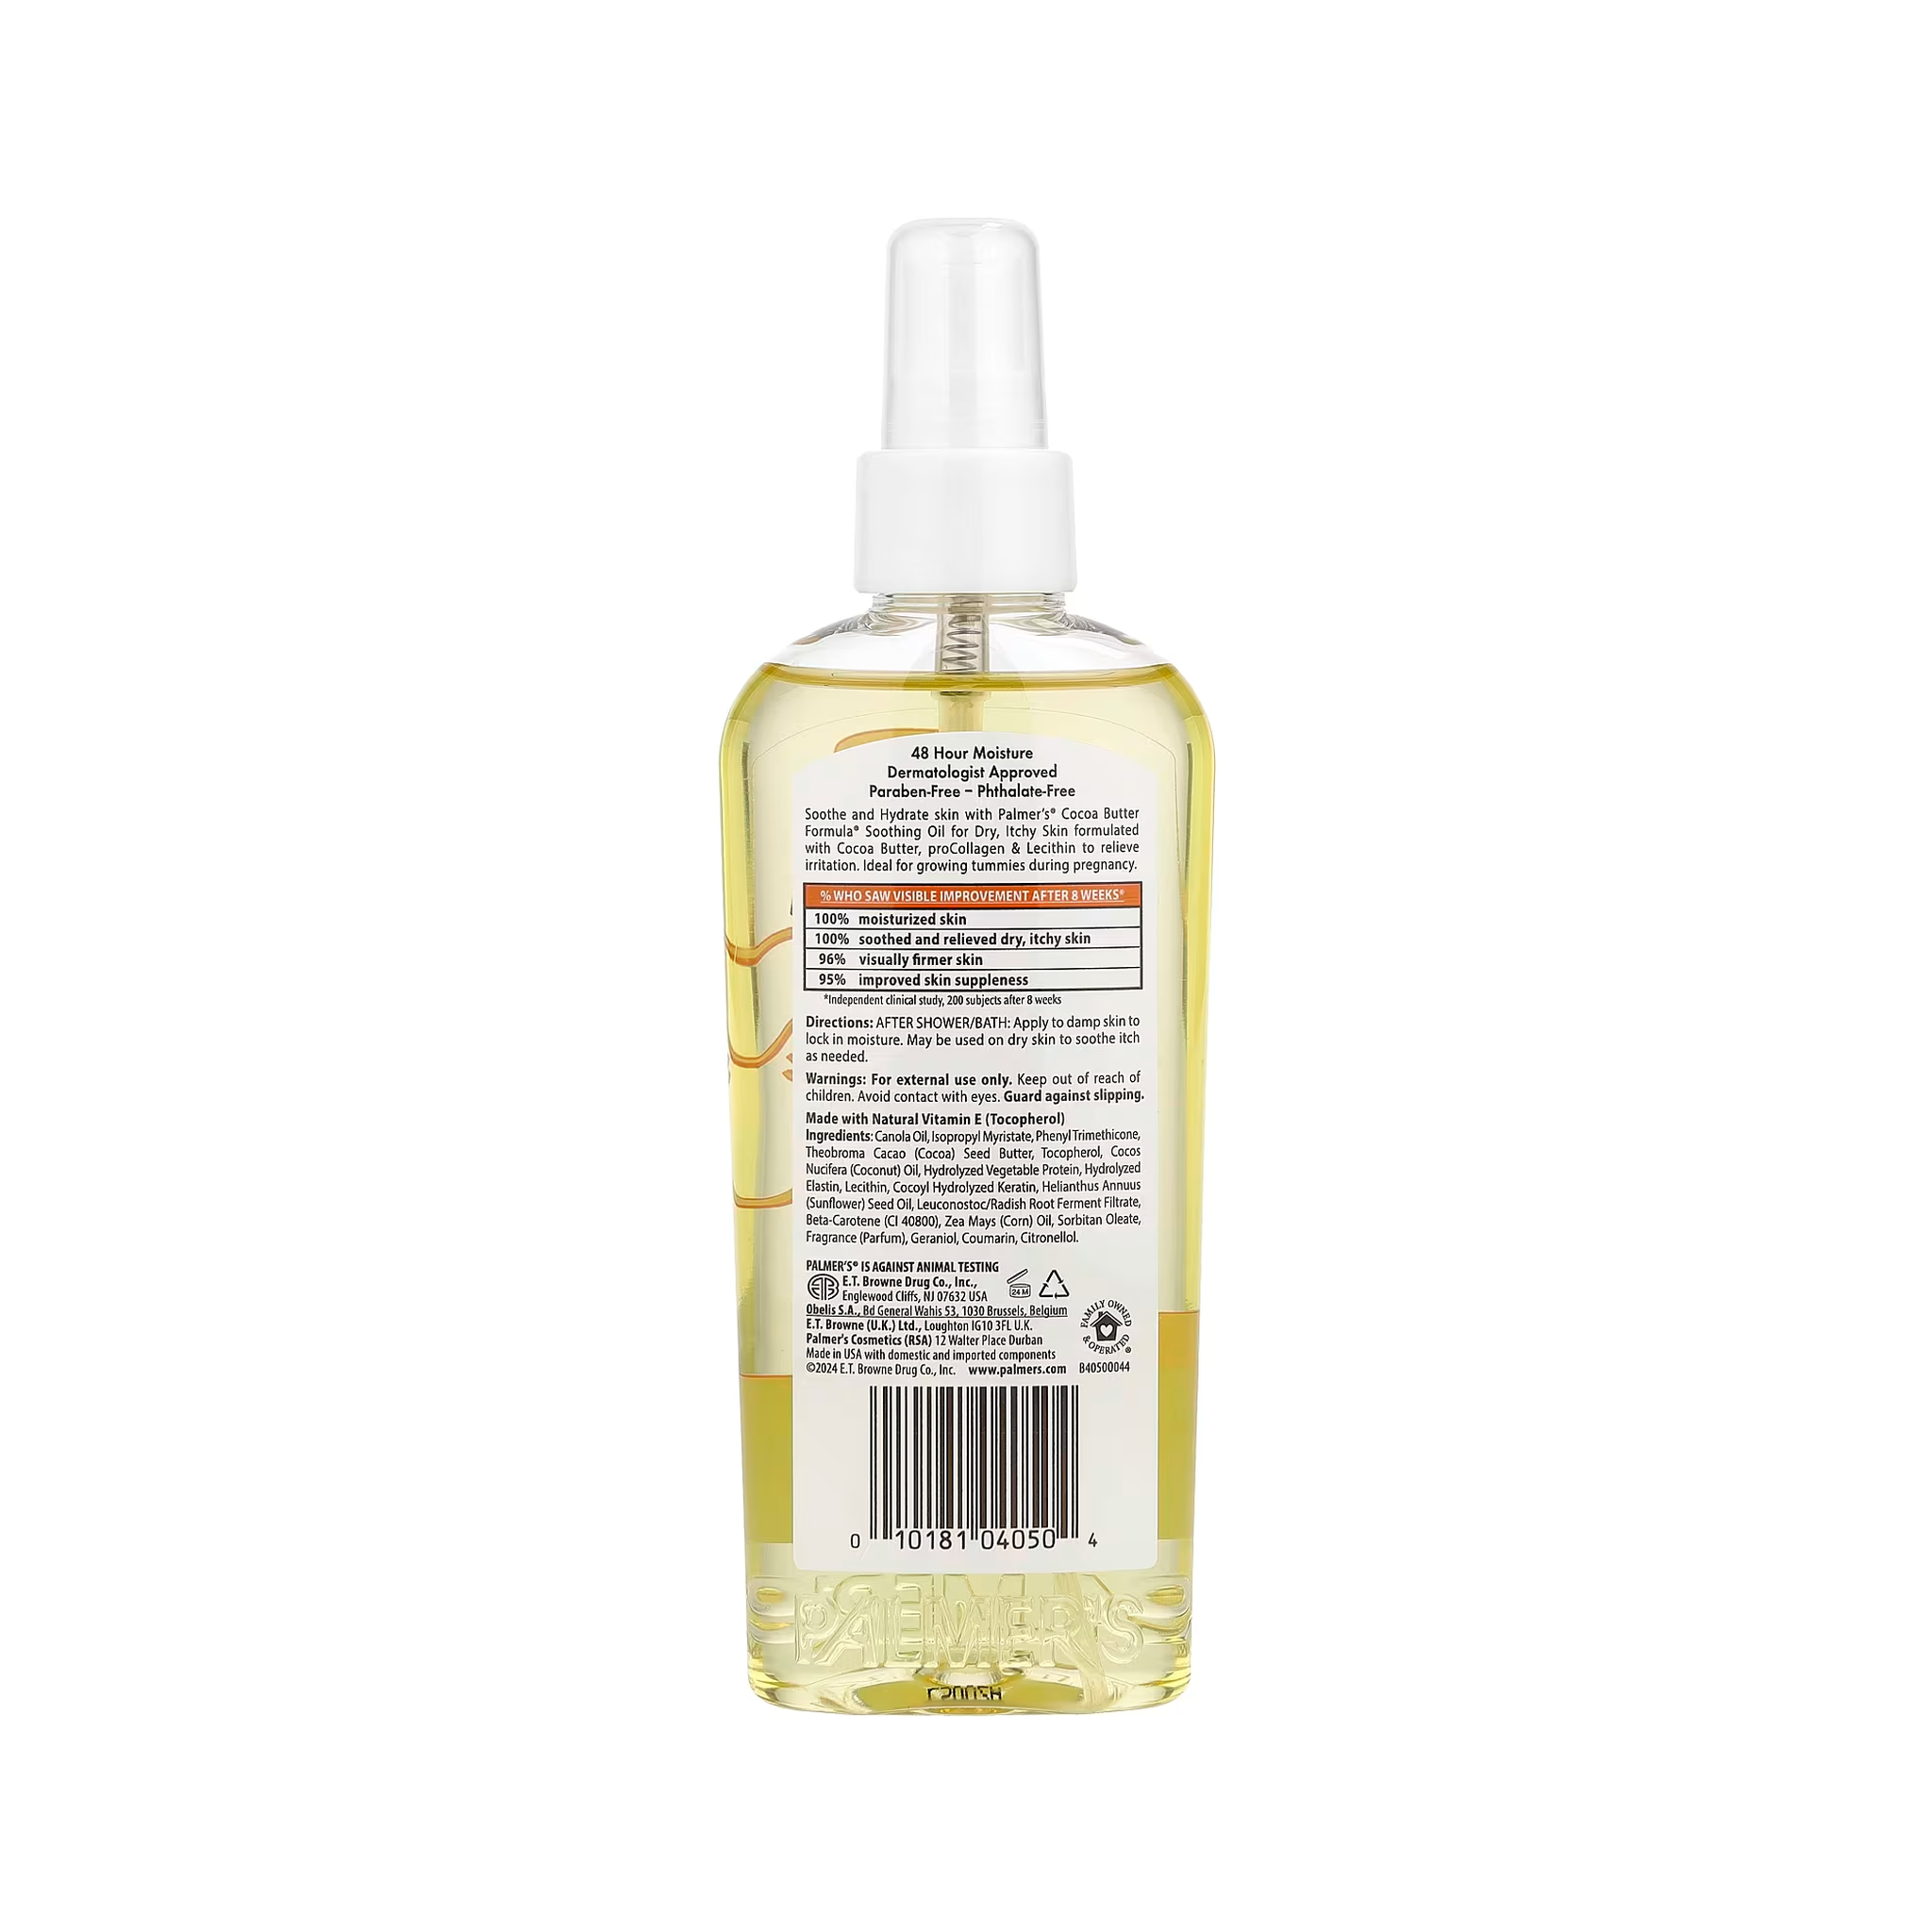 48 Hour Moisture
Dermatologist Approved
Paraben-Free – Phthalate-Free
Soothe and Hydrate skin with Palmer's® Cocoa Butter
Formula® Soothing Oil for Dry, Itchy Skin formulated
with Cocoa Butter, proCollagen & Lecithin to relieve
irritation. Ideal for growing tummies during pregnancy.
% WHO SAW VISIBLE IMPROVEMENT AFTER 8 WEEKS*
100% moisturized skin
100% soothed and relieved dry, itchy skin
96% visually firmer skin
95% improved skin suppleness
*Independent clinical study, 200 subjects after 8 weeks
Directions: AFTER SHOWER/BATH: Apply to damp skin to
lock in moisture. May be used on dry skin to soothe itch
as needed.
Warnings: For external use only. Keep out of reach of
children. Avoid contact with eyes. Guard against slipping.
Made with Natural Vitamin E (Tocopherol)
Ingredients: Canola Oil, Isopropyl Myristate, Phenyl Trimethicone,
Theobroma Cacao (Cocoa) Seed Butter, Tocopherol, Cocos
Nucifera (Coconut) Oil, Hydrolyzed Vegetable Protein, Hydrolyzed
Elastin, Lecithin, Cocoyl Hydrolyzed Keratin, Helianthus Annuus
(Sunflower) Seed Oil, Leuconostoc/Radish Root Ferment Filtrate,
Beta-Carotene (CI 40800), Zea Mays (Corn) Oil, Sorbitan Oleate,
Fragrance (Parfum), Geraniol, Coumarin, Citronellol.
PALMER'S® IS AGAINST ANIMAL TESTING
ETB E.T. Browne Drug Co., Inc.,
Englewood Cliffs, NJ 07632 USA
24 M
Obelis S.A., Bd General Wahis 53, 1030 Brussels, Belgium
E.T. Browne (U.K.) Ltd., Loughton IG10 3FL U.K.
Palmer's Cosmetics (RSA) 12 Walter Place Durban
Made in USA with domestic and imported components
©2024 E.T. Browne Drug Co., Inc. www.palmers.com B40500044
FAMILY OWNED & OPERATED®
0 10181 04050 4
PALMER'S